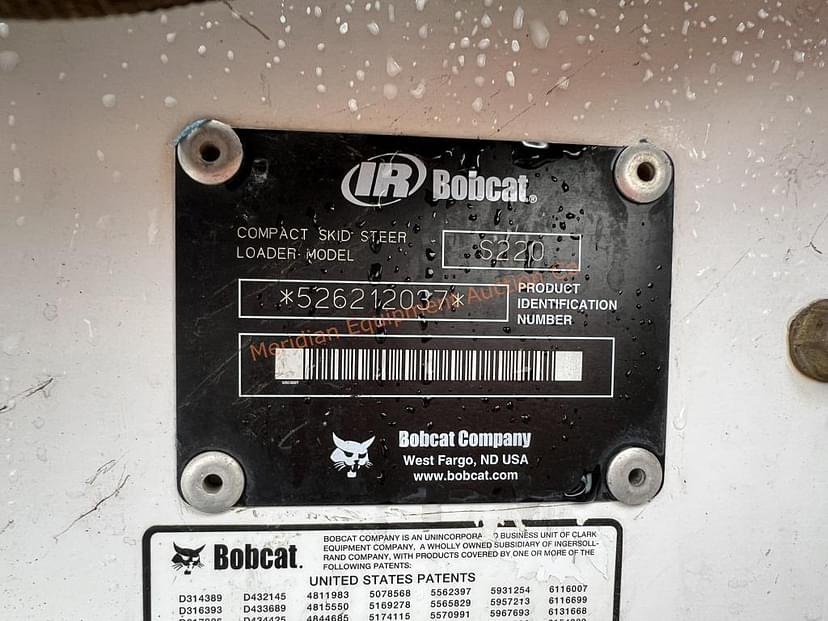 IR Bobcat®
COMPACT SKID STEER
LOADER MODEL
S220
*526212037*
PRODUCT
IDENTIFICATION
NUMBER
Meridian Equipment Auction Co
Bobcat Company
West Fargo, ND USA
www.bobcat.com
Bobcat.
BOBCAT COMPANY IS AN UNINCORPORA D BUSINESS UNIT OF CLARK
EQUIPMENT COMPANY, A WHOLLY OWNED SUBSIDIARY OF INGERSOLL-
RAND COMPANY, WITH PRODUCTS COVERED BY ONE OR MORE OF THE
FOLLOWING PATENTS:
UNITED STATES PATENTS
D314389 D432145 4811983 5078568 5562397 5931254 6116007
D316393 D433689 4815550 5169278 5565829 5957213 6116699
D434425 4844685 5174115 5570991 5967693 6131668